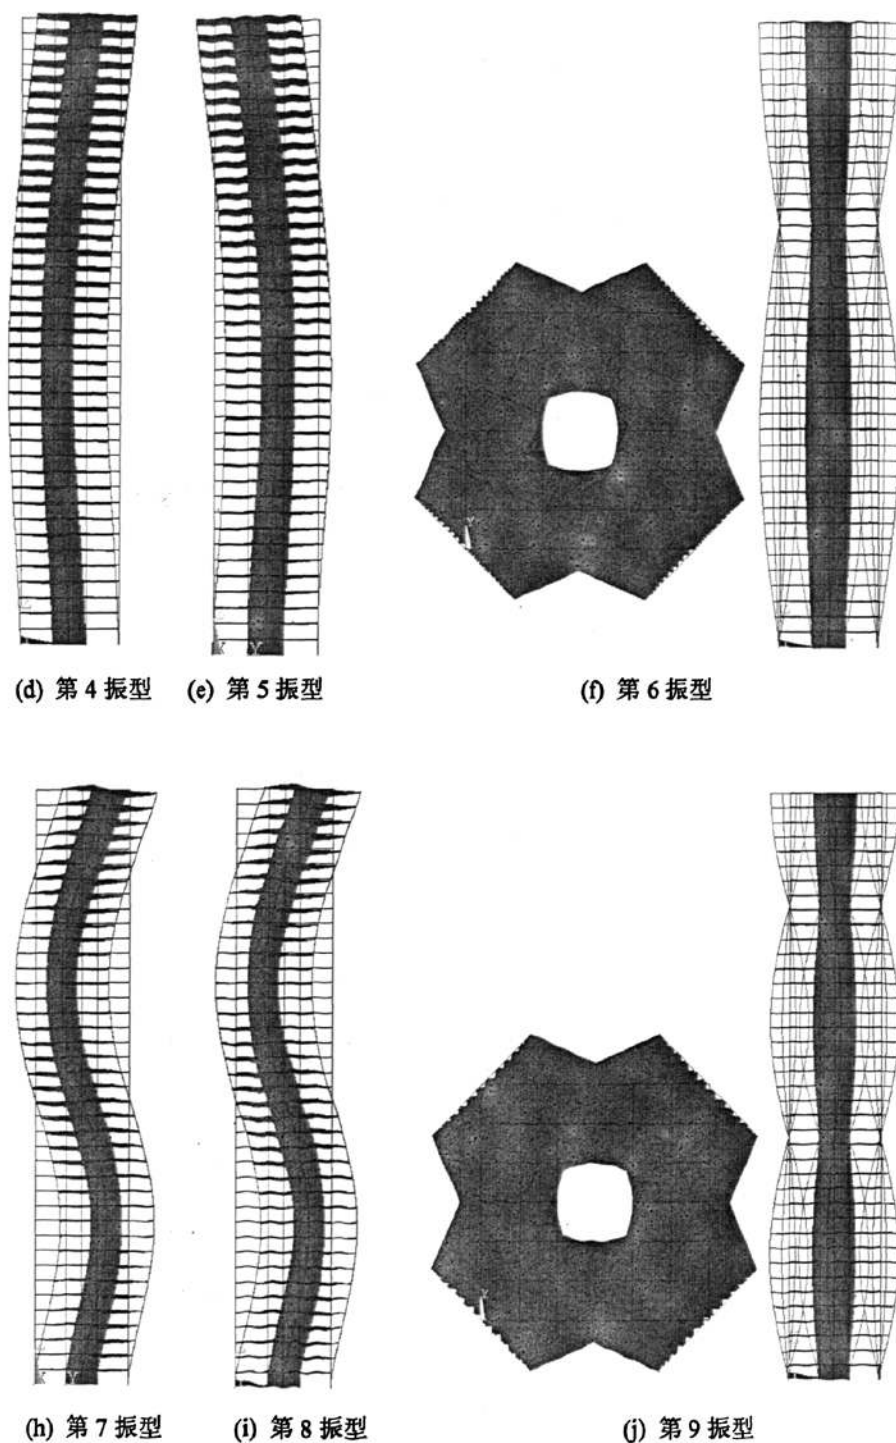 (d) 第 4 振型
(e) 第 5 振型
(f) 第 6 振型
(h) 第 7 振型
(i) 第 8 振型
(j) 第 9 振型